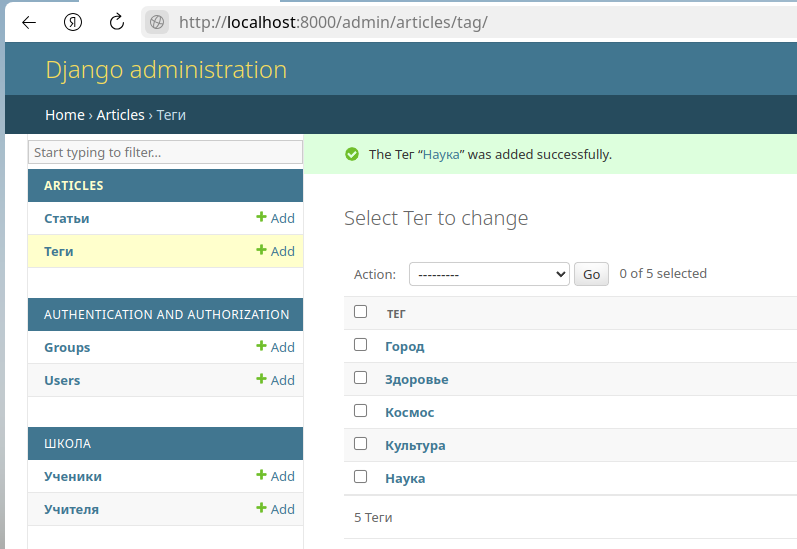 http://localhost:8000/admin/articles/tag/
Django administration
Home › Articles › Теги
Start typing to filter...
ARTICLES
Статьи
Add
Теги
Add
AUTHENTICATION AND AUTHORIZATION
Groups
Add
Users
Add
ШКОЛА
Ученики
Add
Учителя
Add
The Тег “Наука” was added successfully.
Select Тег to change
Action: --------- Go 0 of 5 selected
ТЕГ
Город
Здоровье
Космос
Культура
Наука
5 Теги